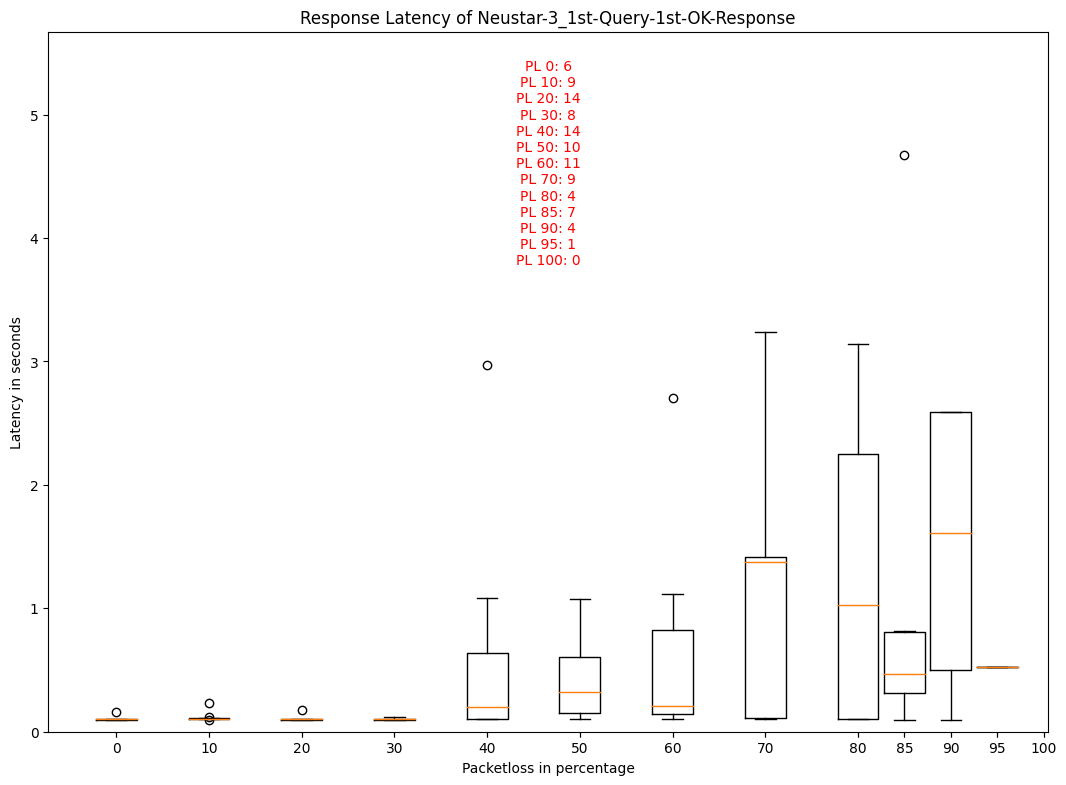 Response Latency of Neustar-3_1st-Query-1st-OK-Response
PL 0: 6
PL 10: 9
PL 20: 14
PL 30: 8
PL 40: 14
PL 50: 10
PL 60: 11
PL 70: 9
PL 80: 4
PL 85: 7
PL 90: 4
PL 95: 1
PL 100: 0
Latency in seconds
5
4
3
2
1
0
0 10 20 30 40 50 60 70 80 85 90 95 100
Packetloss in percentage